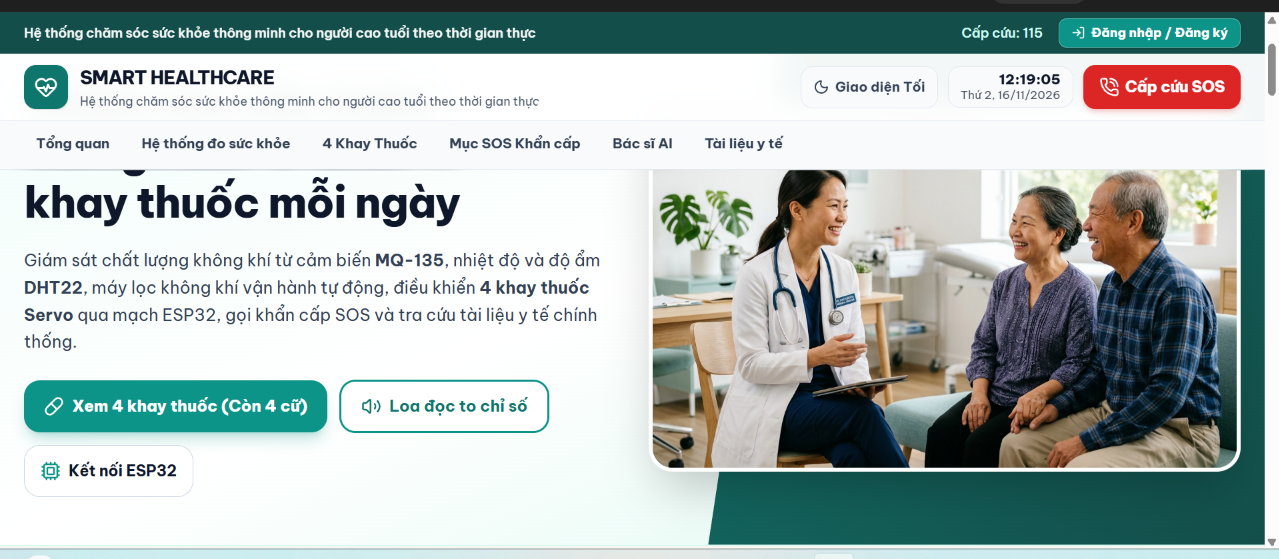 Hệ thống chăm sóc sức khỏe thông minh cho người cao tuổi theo thời gian thực
Cấp cứu: 115
Đăng nhập / Đăng ký
SMART HEALTHCARE
Hệ thống chăm sóc sức khỏe thông minh cho người cao tuổi theo thời gian thực
Giao diện Tối
12:19:05
Thứ 2, 16/11/2026
Cấp cứu SOS
Tổng quan
Hệ thống đo sức khỏe
4 Khay Thuốc
Mục SOS Khẩn cấp
Bác sĩ AI
Tài liệu y tế
khay thuốc mỗi ngày
Giám sát chất lượng không khí từ cảm biến MQ-135, nhiệt độ và độ ẩm
DHT22, máy lọc không khí vận hành tự động, điều khiển 4 khay thuốc
Servo qua mạch ESP32, gọi khẩn cấp SOS và tra cứu tài liệu y tế chính
thống.
Xem 4 khay thuốc (Còn 4 cữ)
Loa đọc to chỉ số
Kết nối ESP32